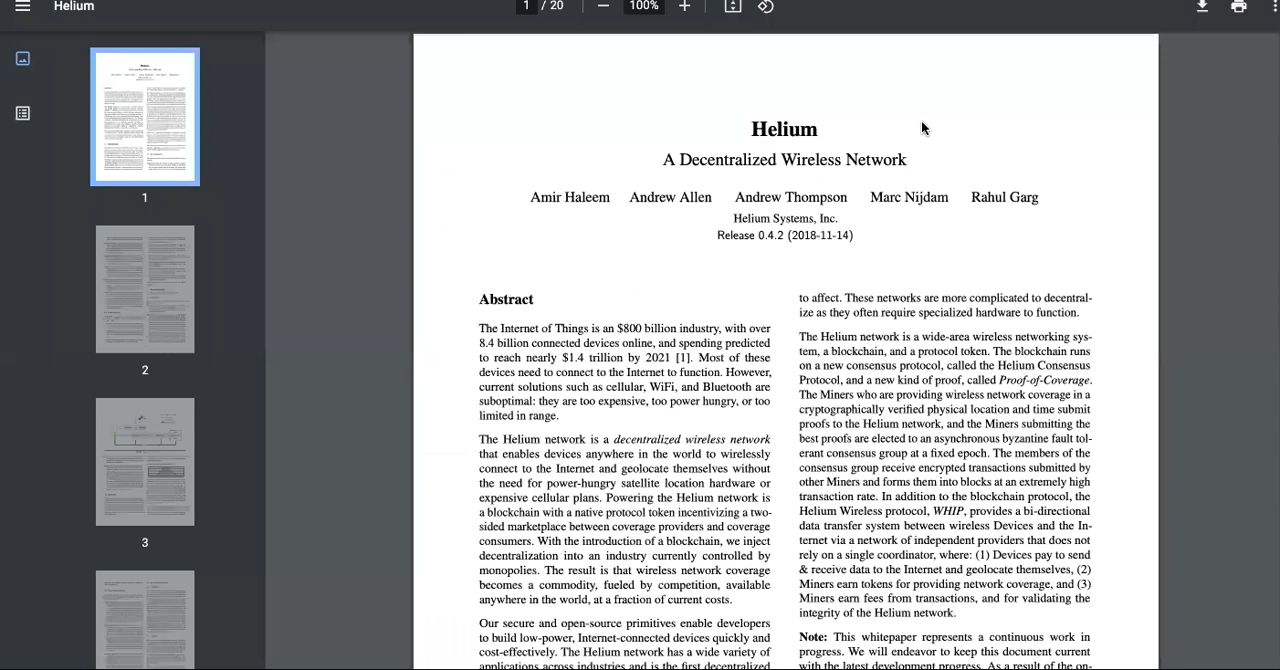 Helium
1 / 20
100%
1
2
3
Helium
A Decentralized Wireless Network
Amir Haleem Andrew Allen Andrew Thompson Marc Nijdam Rahul Garg
Helium Systems, Inc.
Release 0.4.2 (2018-11-14)
Abstract
The Internet of Things is an $800 billion industry, with over
8.4 billion connected devices online, and spending predicted
to reach nearly $1.4 trillion by 2021 [1]. Most of these
devices need to connect to the Internet to function. However,
current solutions such as cellular, WiFi, and Bluetooth are
suboptimal: they are too expensive, too power hungry, or too
limited in range.
The Helium network is a decentralized wireless network
that enables devices anywhere in the world to wirelessly
connect to the Internet and geolocate themselves without
the need for power-hungry satellite location hardware or
expensive cellular plans. Powering the Helium network is
a blockchain with a native protocol token incentivizing a two-
sided marketplace between coverage providers and coverage
consumers. With the introduction of a blockchain, we inject
decentralization into an industry currently controlled by
monopolies. The result is that wireless network coverage
becomes a commodity, fueled by competition, available
anywhere in the world, at a fraction of current costs.
Our secure and open-source primitives enable developers
to build low-power, Internet-connected devices quickly and
cost-effectively. The Helium network has a wide variety of
applications across industries and is the first decentralized
to affect. These networks are more complicated to decentral-
ize as they often require specialized hardware to function.
The Helium network is a wide-area wireless networking sys-
tem, a blockchain, and a protocol token. The blockchain runs
on a new consensus protocol, called the Helium Consensus
Protocol, and a new kind of proof, called Proof-of-Coverage.
The Miners who are providing wireless network coverage in a
cryptographically verified physical location and time submit
proofs to the Helium network, and the Miners submitting the
best proofs are elected to an asynchronous byzantine fault tol-
erant consensus group at a fixed epoch. The members of the
consensus group receive encrypted transactions submitted by
other Miners and forms them into blocks at an extremely high
transaction rate. In addition to the blockchain protocol, the
Helium Wireless protocol, WHIP, provides a bi-directional
data transfer system between wireless Devices and the In-
ternet via a network of independent providers that does not
rely on a single coordinator, where: (1) Devices pay to send
& receive data to the Internet and geolocate themselves, (2)
Miners earn tokens for providing network coverage, and (3)
Miners earn fees from transactions, and for validating the
integrity of the Helium network.
Note: This whitepaper represents a continuous work in
progress. We will endeavor to keep this document current
with the latest development progress. As a result of the on-